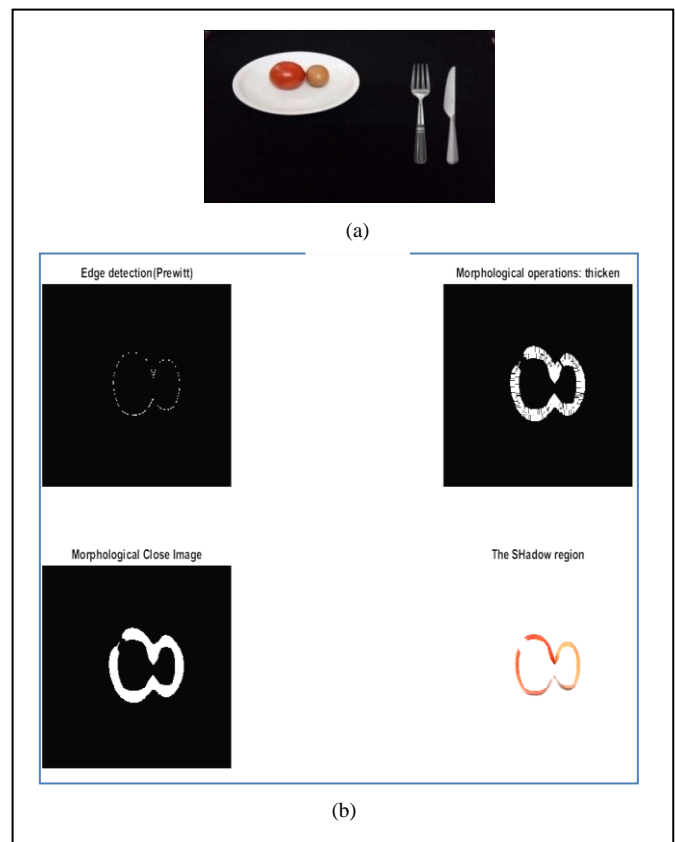 (a)
Edge detection(Prewitt)
Morphological operations: thicken
Morphological Close Image
The SHadow region
(b)